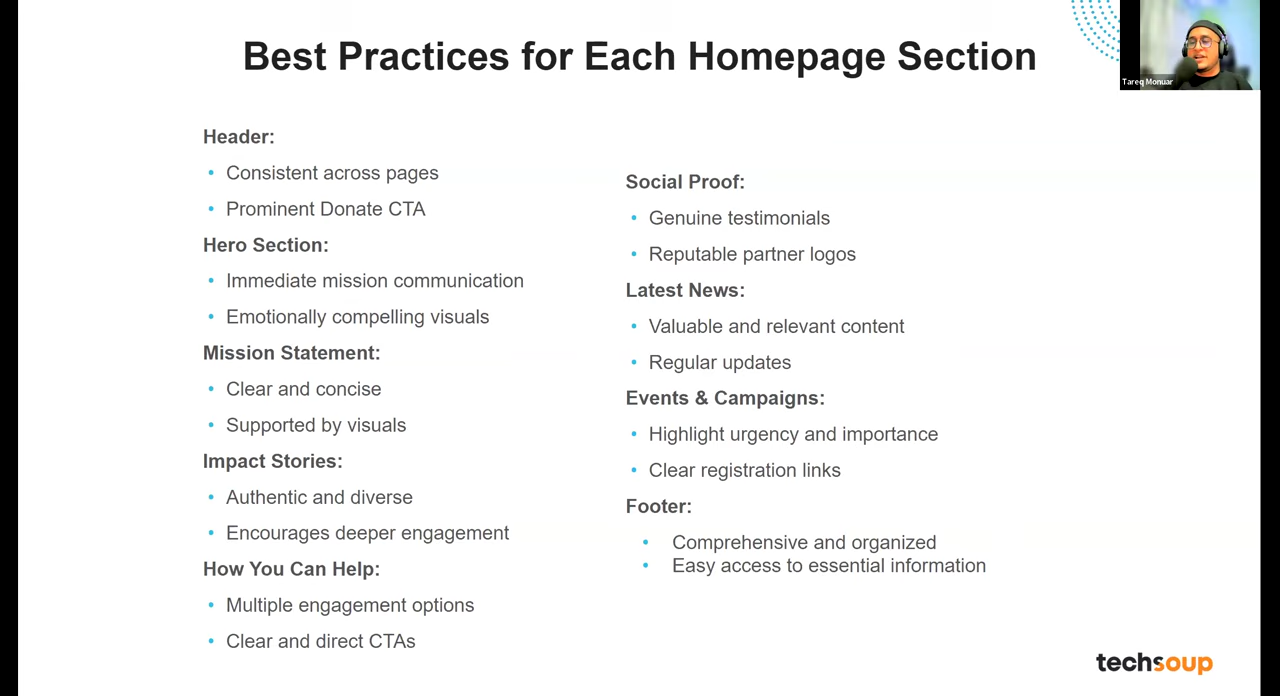 Best Practices for Each Homepage Section
Tareq Monuar
Header:
Consistent across pages
Prominent Donate CTA
Hero Section:
Immediate mission communication
Emotionally compelling visuals
Mission Statement:
Clear and concise
Supported by visuals
Impact Stories:
Authentic and diverse
Encourages deeper engagement
How You Can Help:
Multiple engagement options
Clear and direct CTAs
Social Proof:
Genuine testimonials
Reputable partner logos
Latest News:
Valuable and relevant content
Regular updates
Events & Campaigns:
Highlight urgency and importance
Clear registration links
Footer:
Comprehensive and organized
Easy access to essential information
techsoup